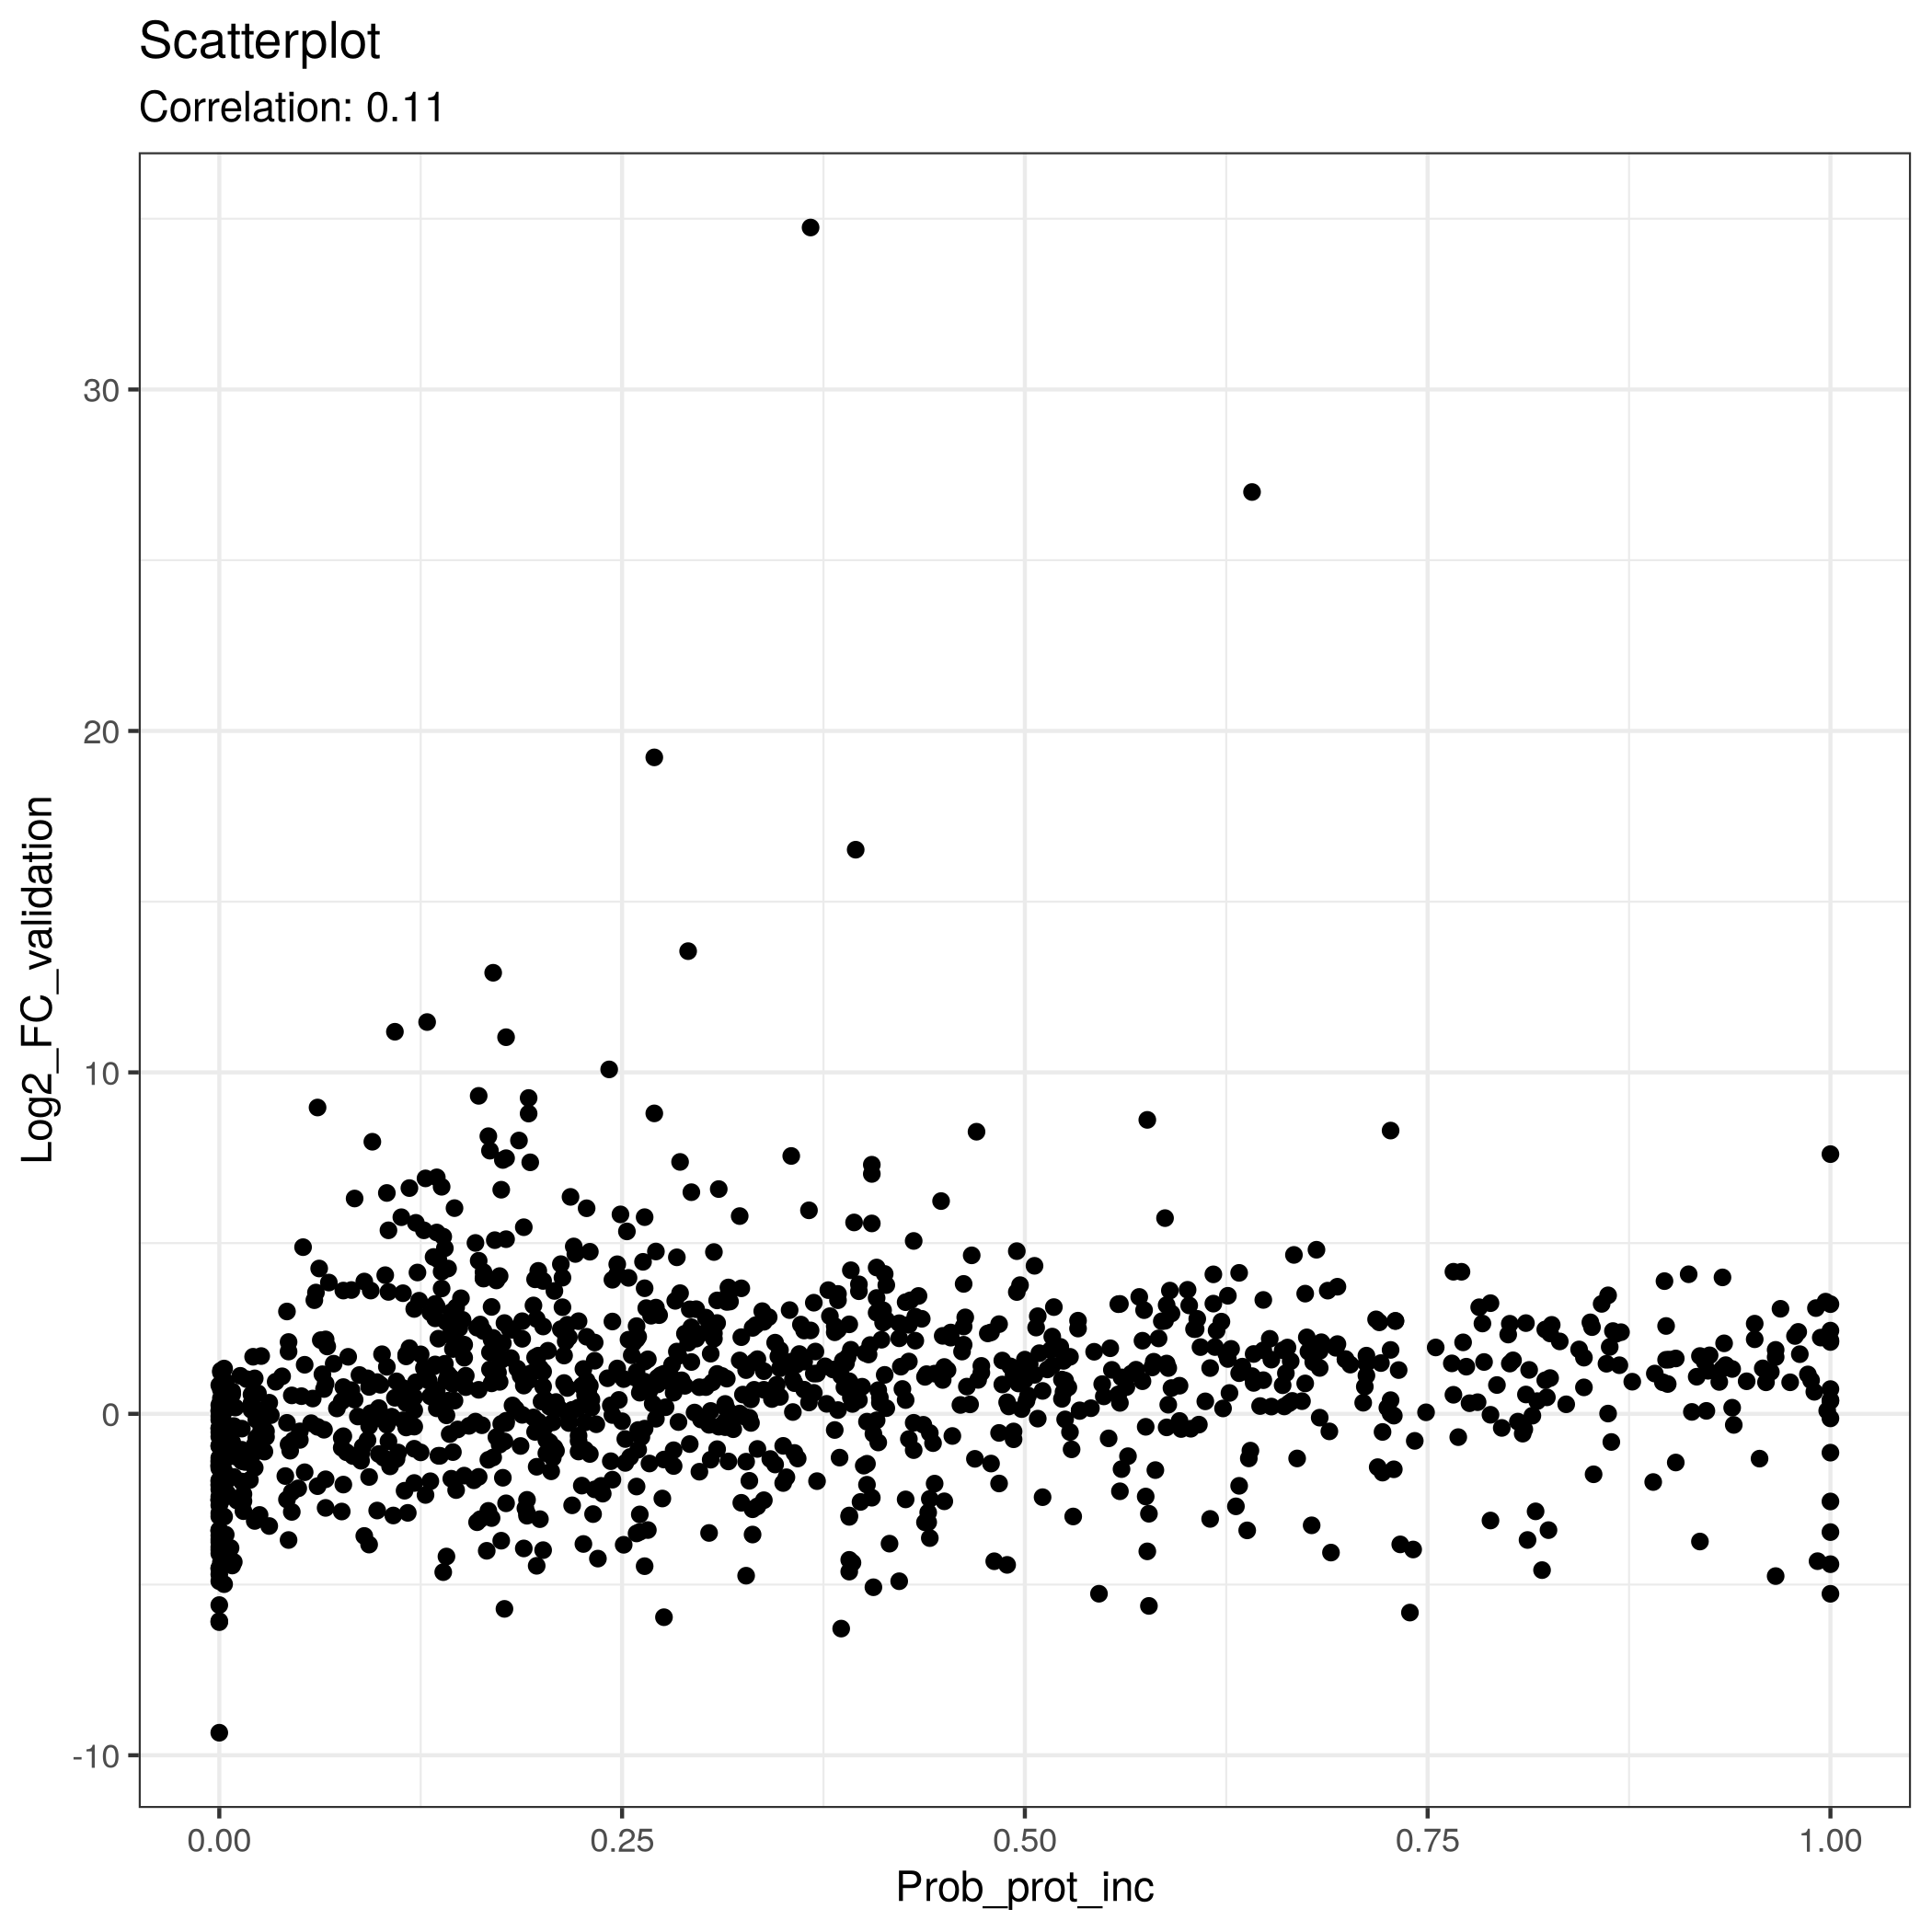 Scatterplot
Correlation: 0.11
Log2_FC_validation
30
20
10
0
-10
0.00 0.25 0.50 0.75 1.00
Prob_prot_inc